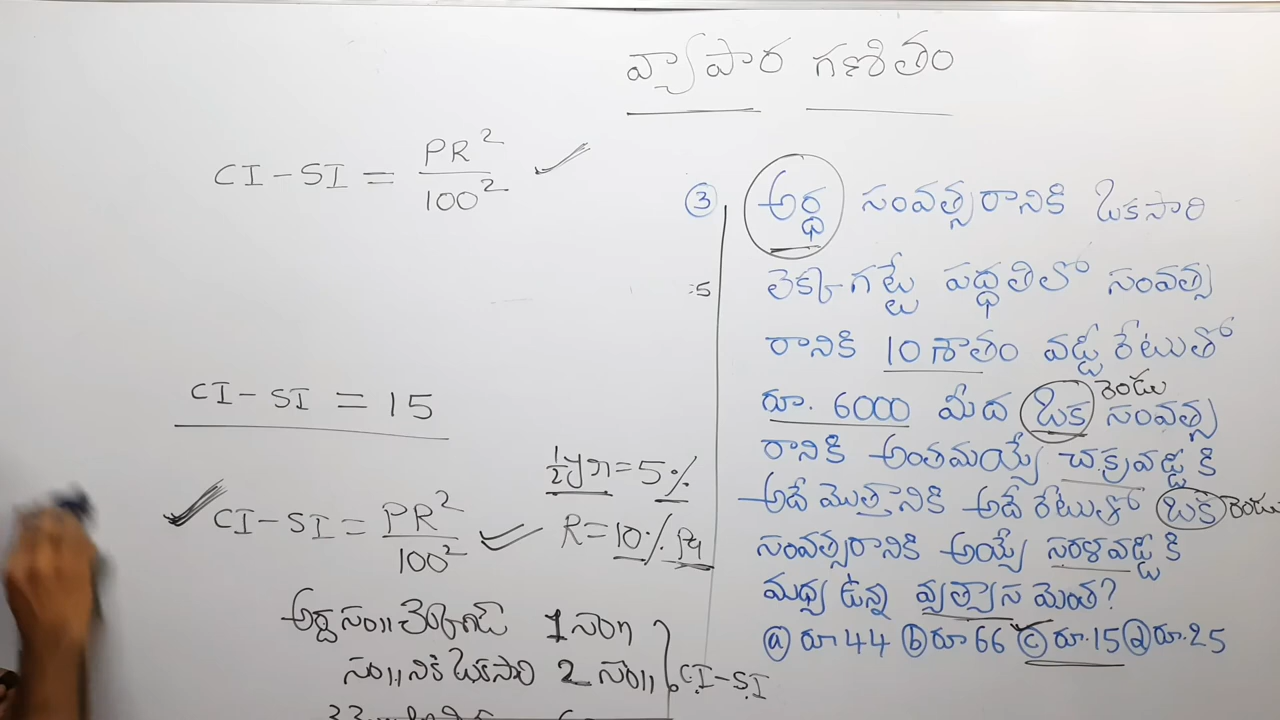 వ్యాపార గణితం
CI-SI = PR² / 100² ✓
CI-SI = 15
½ yr = 5%
✓ CI-SI = PR² / 100² ✓
R = 10% Pa
అర్ధ సం॥ 1 సం॥
సం॥నికి ఒకసారి 2 సం॥
CI-SI
③ అర్ధ సంవత్సరానికి ఒకసారి
:5
లెక్కగట్టే పద్ధతిలో సంవత్స
రానికి 10 శాతం వడ్డీ రేటుతో
రూ. 6000 మీద ఒక రెండు సంవత్స
రానికి అంతమయ్యే చక్రవడ్డీకి
అదే మొత్తానికి అదే రేటుతో ఒక రెండు
సంవత్సరానికి అయ్యే సరళవడ్డీకి
మధ్య ఉన్న వ్యత్యాస మెంత?
ⓐ రూ 44 ⓑ రూ 66 ⓒ రూ.15 ⓓ రూ.25